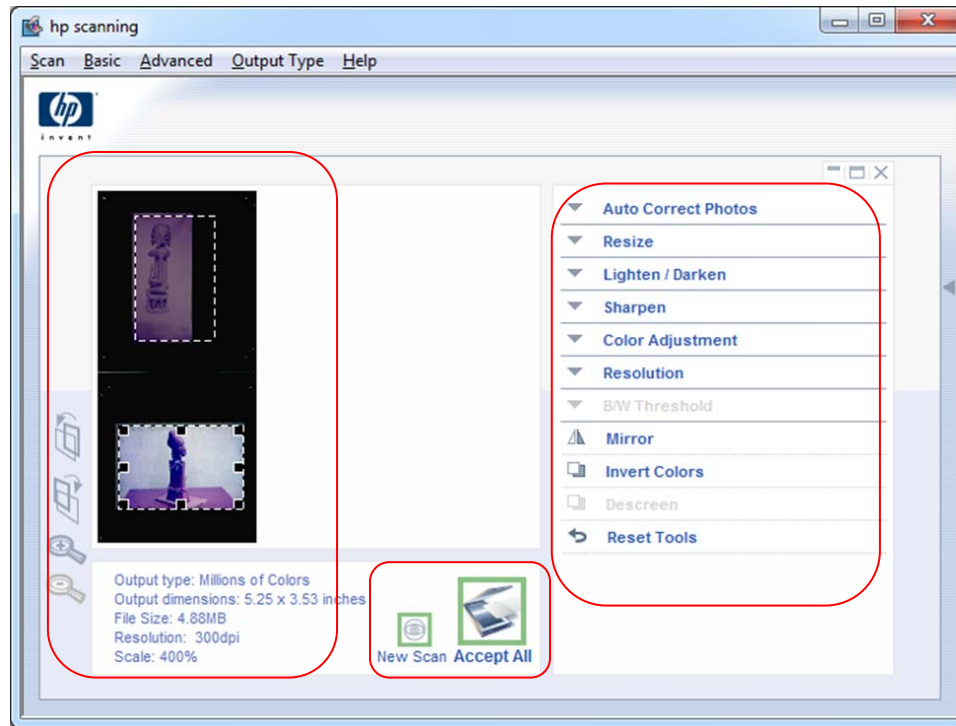 hp scanning
Scan Basic Advanced Output Type Help
hp
invent
Auto Correct Photos
Resize
Lighten / Darken
Sharpen
Color Adjustment
Resolution
B/W Threshold
Mirror
Invert Colors
Descreen
Reset Tools
Output type: Millions of Colors
Output dimensions: 5.25 x 3.53 inches
File Size: 4.88MB
Resolution: 300dpi
Scale: 400%
New Scan Accept All